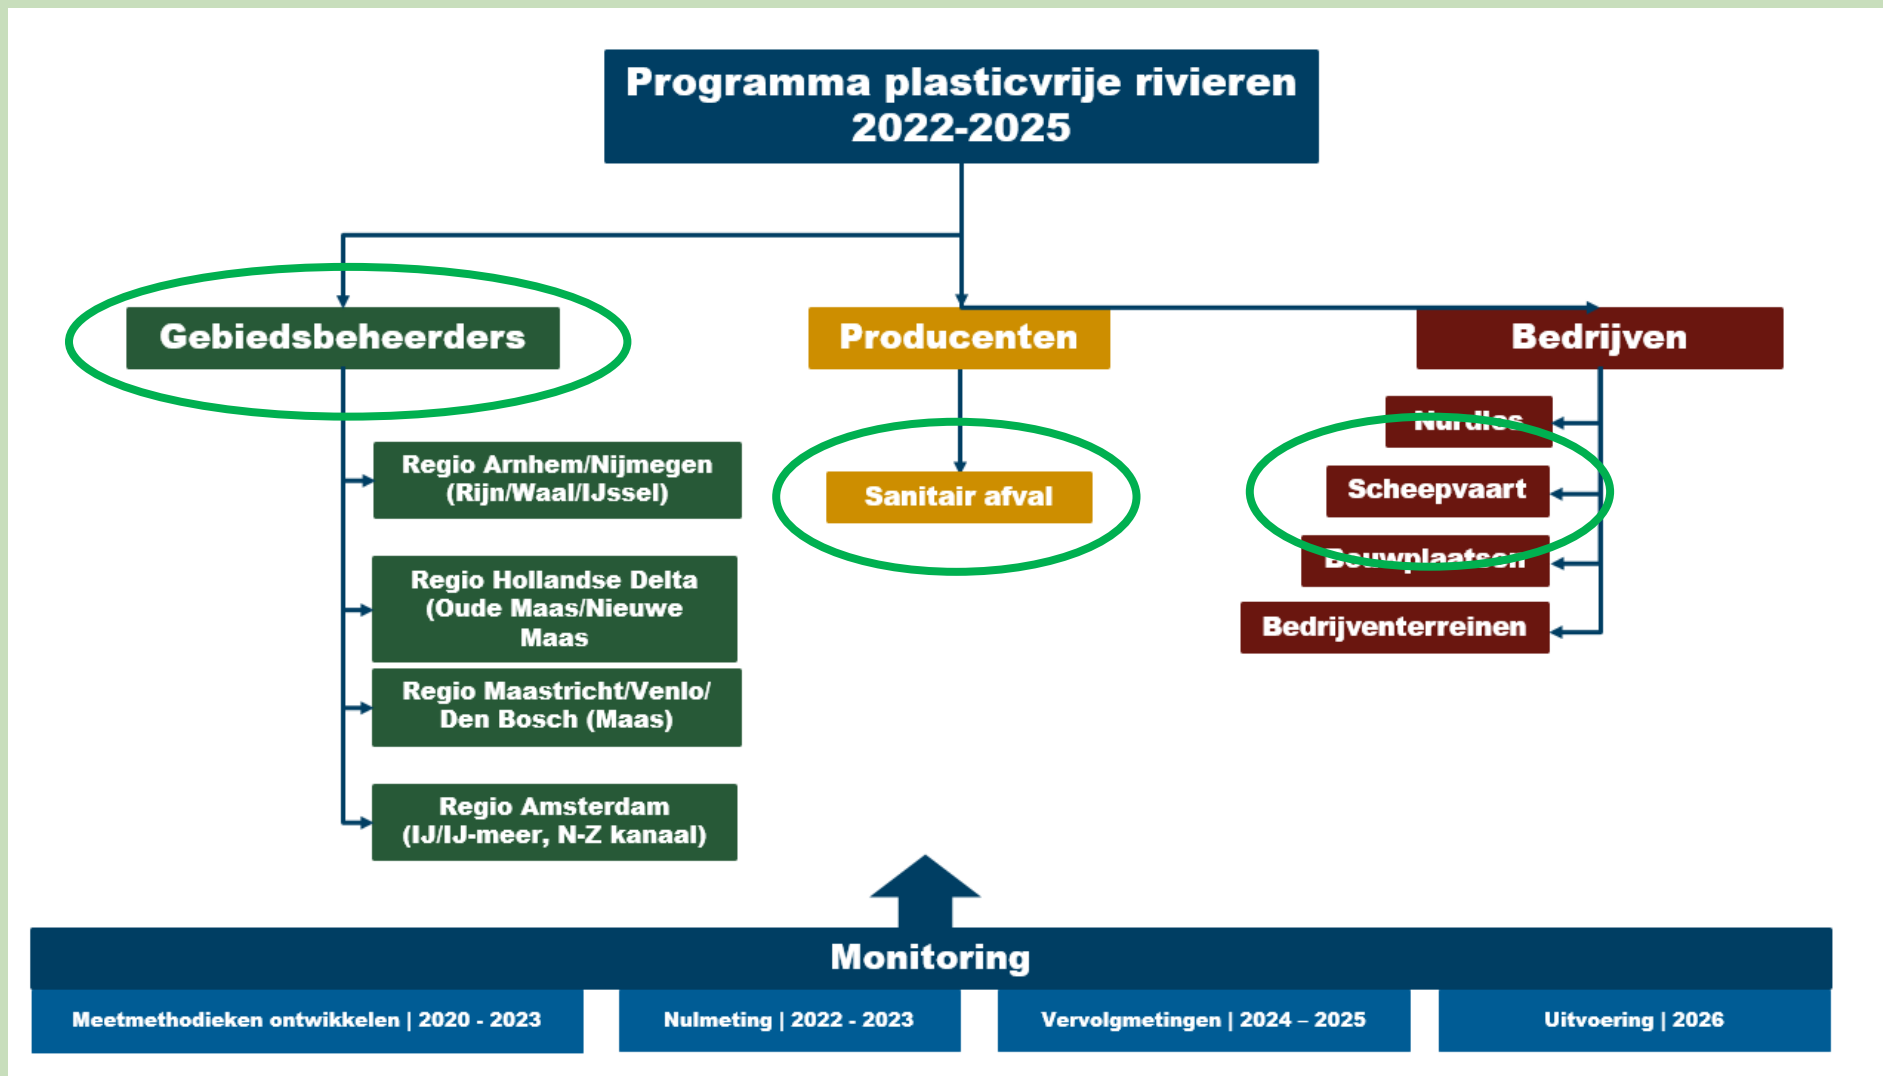 Programma plasticvrije rivieren
2022-2025
Gebiedsbeheerders
Regio Arnhem/Nijmegen
(Rijn/Waal/IJssel)
Regio Hollandse Delta
(Oude Maas/Nieuwe
Maas
Regio Maastricht/Venlo/
Den Bosch (Maas)
Regio Amsterdam
(IJ/IJ-meer, N-Z kanaal)
Producenten
Sanitair afval
Bedrijven
Nurdles
Scheepvaart
Bouwplaatsen
Bedrijventerreinen
Monitoring
Meetmethodieken ontwikkelen | 2020 - 2023
Nulmeting | 2022 - 2023
Vervolgmetingen | 2024 – 2025
Uitvoering | 2026